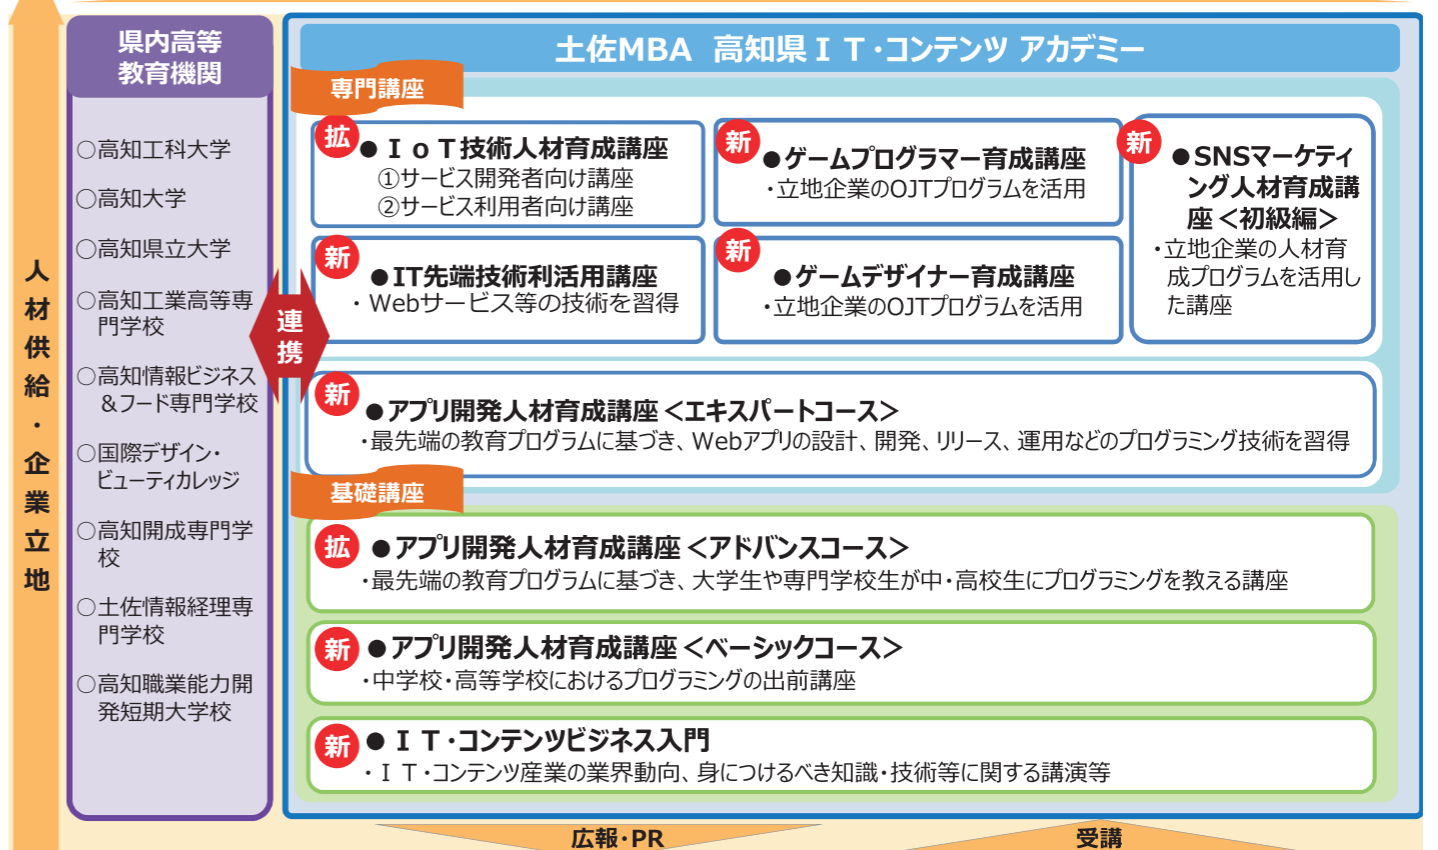 人材供給・企業立地
県内高等
教育機関
○高知工科大学
○高知大学
○高知県立大学
○高知工業高等専
門学校
○高知情報ビジネス
＆フード専門学校
○国際デザイン・
ビューティカレッジ
○高知開成専門学
校
○土佐情報経理専
門学校
○高知職業能力開
発短期大学校
連
携
土佐MBA 高知県ＩＴ・コンテンツ アカデミー
専門講座
拡
●ＩｏＴ技術人材育成講座
①サービス開発者向け講座
②サービス利用者向け講座
新
●ゲームプログラマー育成講座
・立地企業のOJTプログラムを活用
新
●SNSマーケティ
ング人材育成講
座＜初級編＞
・立地企業の人材育
成プログラムを活用し
た講座
新
●IT先端技術利活用講座
・Webサービス等の技術を習得
新
●ゲームデザイナー育成講座
・立地企業のOJTプログラムを活用
新
●アプリ開発人材育成講座＜エキスパートコース＞
・最先端の教育プログラムに基づき、Webアプリの設計、開発、リリース、運用などのプログラミング技術を習得
基礎講座
拡
●アプリ開発人材育成講座＜アドバンスコース＞
・最先端の教育プログラムに基づき、大学生や専門学校生が中・高校生にプログラミングを教える講座
新
●アプリ開発人材育成講座＜ベーシックコース＞
・中学校・高等学校におけるプログラミングの出前講座
新
●ＩＴ・コンテンツビジネス入門
・ＩＴ・コンテンツ産業の業界動向、身につけるべき知識・技術等に関する講演等
広報・PR
受講